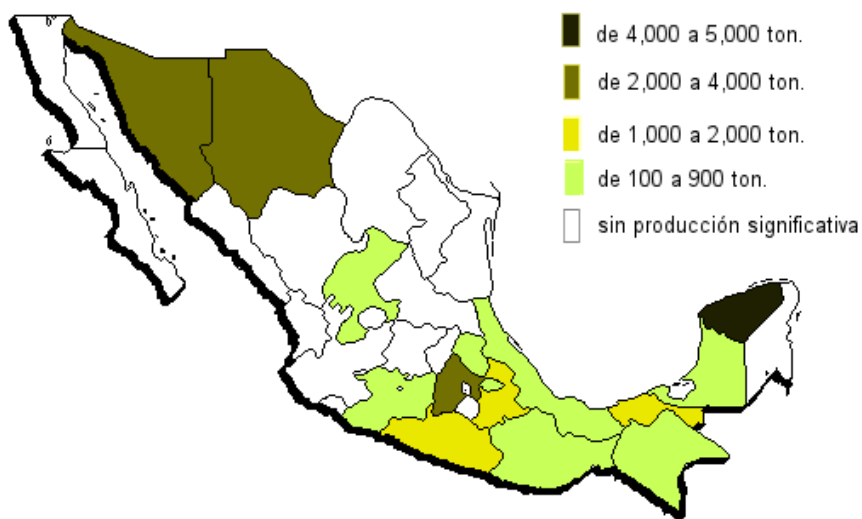 de 4,000 a 5,000 ton.
de 2,000 a 4,000 ton.
de 1,000 a 2,000 ton.
de 100 a 900 ton.
sin producción significativa